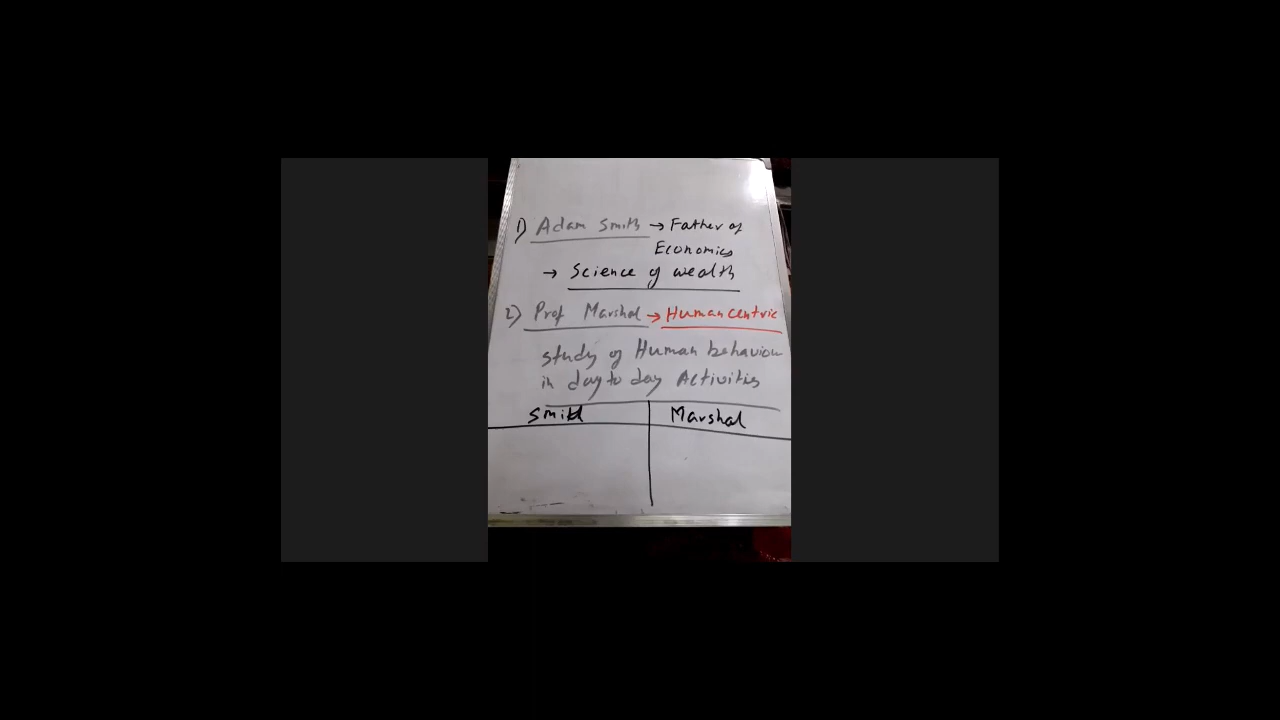 1) Adam Smith → Father of
Economics
→ Science of wealth
2) Prof Marshal → Human centric
study of Human behaviour
in day to day Activities
Smith Marshal